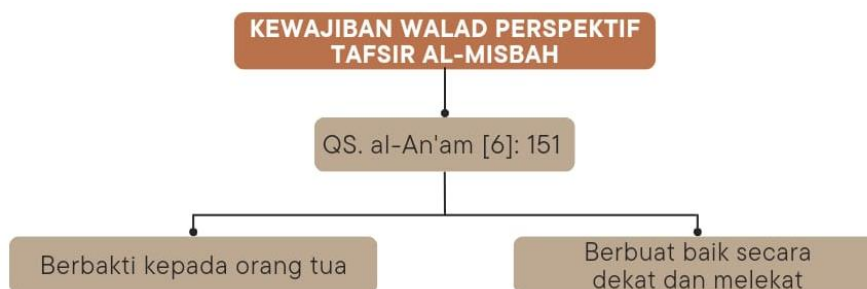 KEWAJIBAN WALAD PERSPEKTIF
TAFSIR AL-MISBAH
QS. al-An'am [6]: 151
Berbakti kepada orang tua
Berbuat baik secara
dekat dan melekat